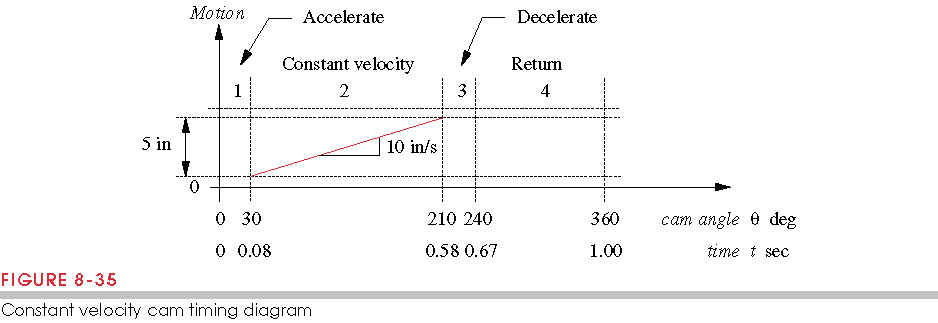 Motion
Accelerate
Decelerate
Constant velocity
Return
1 2 3 4
5 in
10 in/s
0
0 30 210 240 360 cam angle θ deg
0 0.08 0.58 0.67 1.00 time t sec
FIGURE 8-35
Constant velocity cam timing diagram